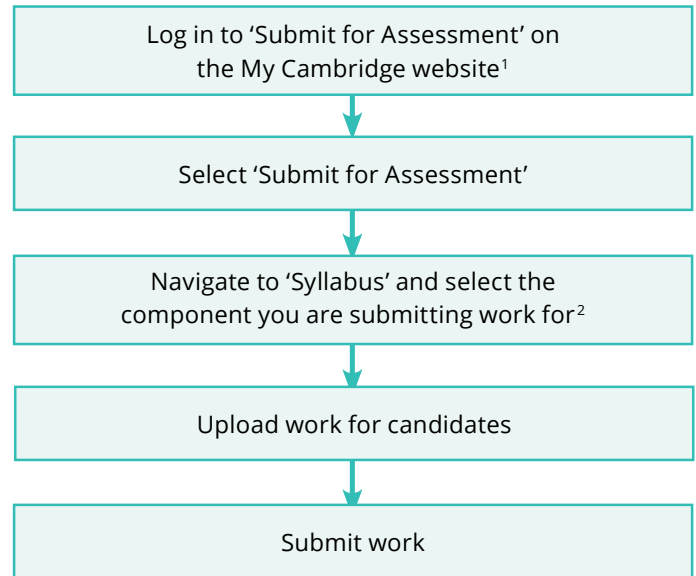 Log in to ‘Submit for Assessment’ on
the My Cambridge website¹
Select ‘Submit for Assessment’
Navigate to ‘Syllabus’ and select the
component you are submitting work for²
Upload work for candidates
Submit work